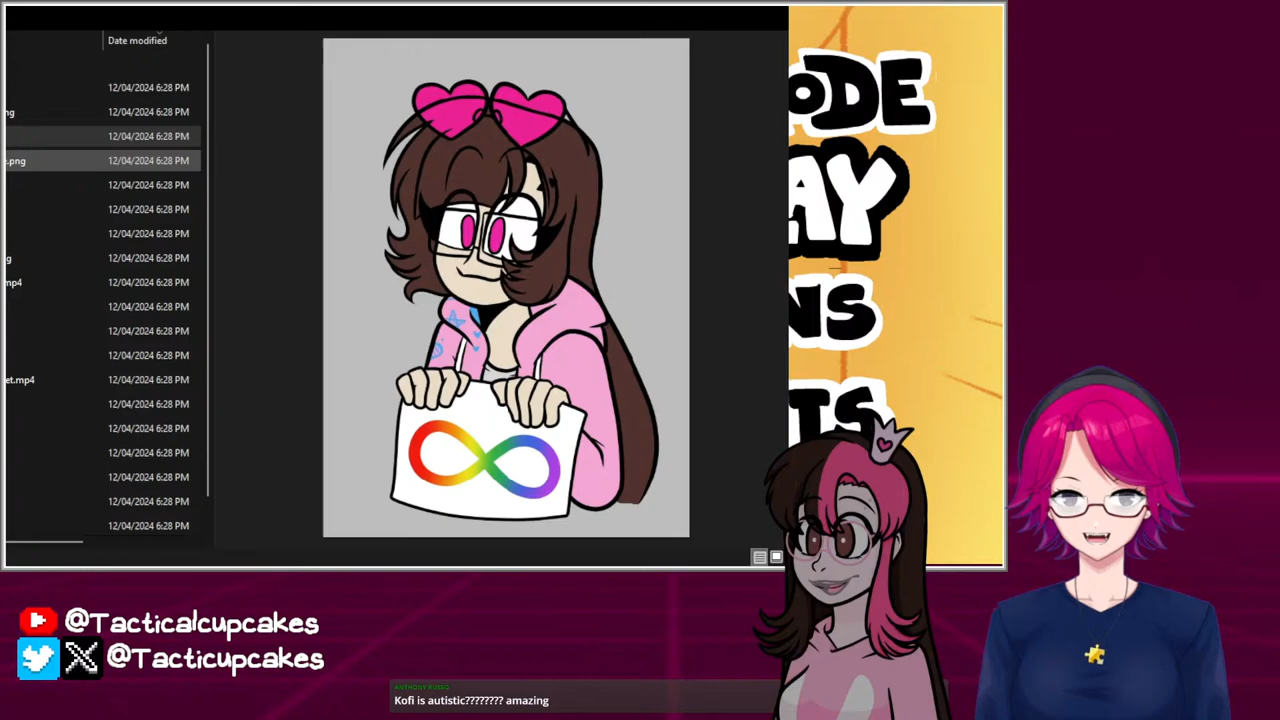 Date modified
12/04/2024 6:28 PM
ng
12/04/2024 6:28 PM
12/04/2024 6:28 PM
e.png
12/04/2024 6:28 PM
12/04/2024 6:28 PM
12/04/2024 6:28 PM
12/04/2024 6:28 PM
g
12/04/2024 6:28 PM
mp4
12/04/2024 6:28 PM
12/04/2024 6:28 PM
12/04/2024 6:28 PM
12/04/2024 6:28 PM
et.mp4
12/04/2024 6:28 PM
12/04/2024 6:28 PM
12/04/2024 6:28 PM
12/04/2024 6:28 PM
12/04/2024 6:28 PM
12/04/2024 6:28 PM
12/04/2024 6:28 PM
ODE
AY
NS
TS
@Tacticalcupcakes
@Tacticupcakes
ANTHONY RUSSO
Kofi is autistic???????? amazing